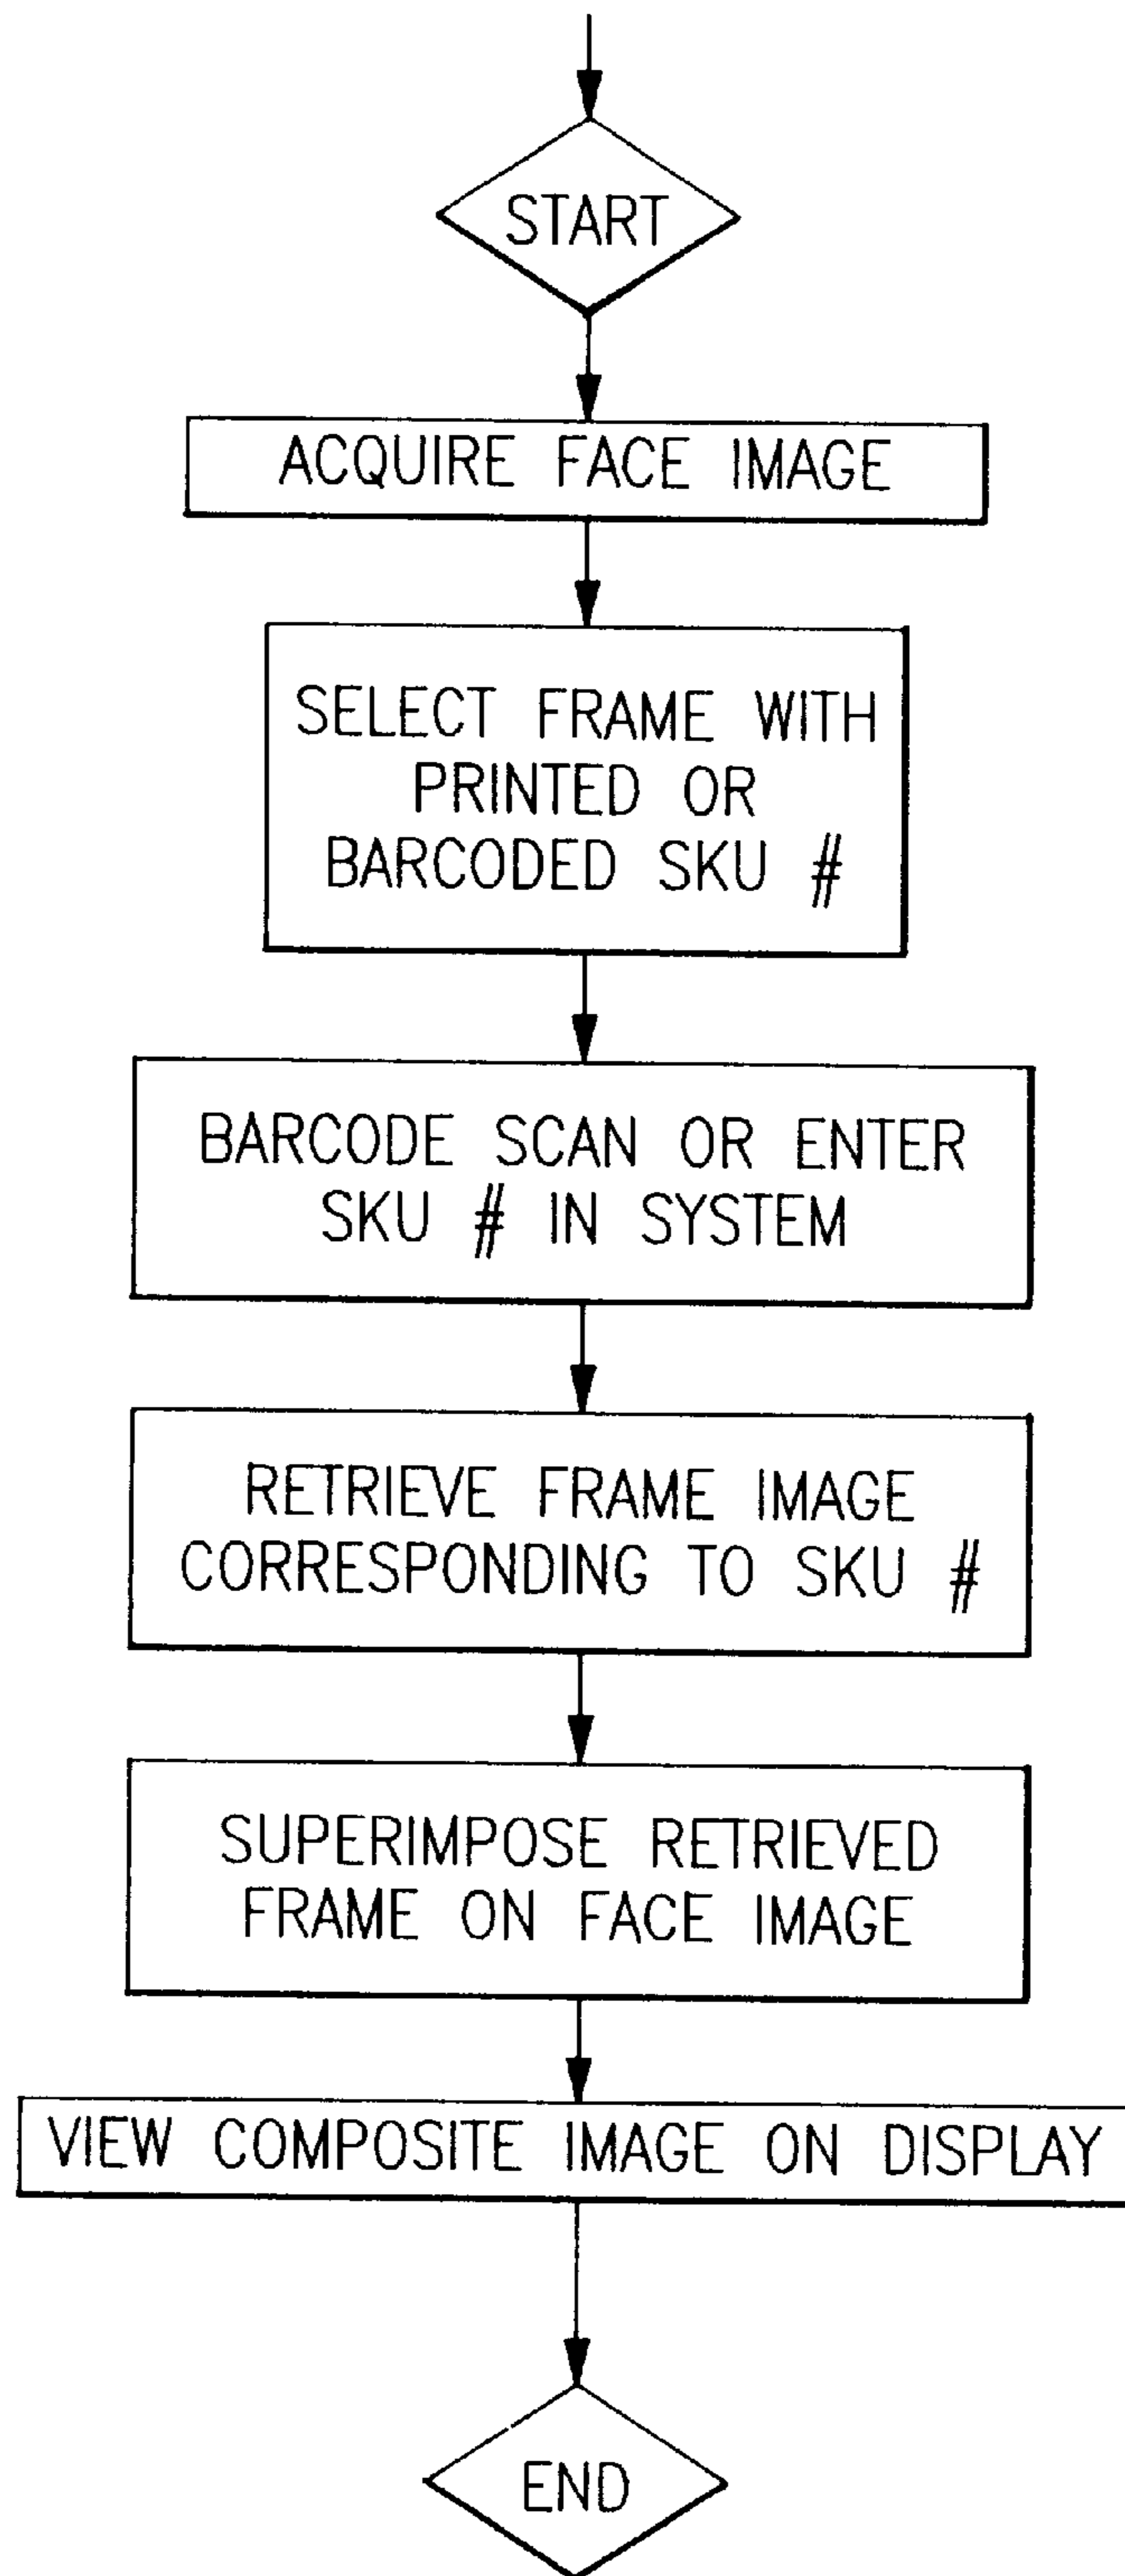 START
ACQUIRE FACE IMAGE
SELECT FRAME WITH
PRINTED OR
BARCODED SKU #
BARCODE SCAN OR ENTER
SKU # IN SYSTEM
RETRIEVE FRAME IMAGE
CORRESPONDING TO SKU #
SUPERIMPOSE RETRIEVED
FRAME ON FACE IMAGE
VIEW COMPOSITE IMAGE ON DISPLAY
END